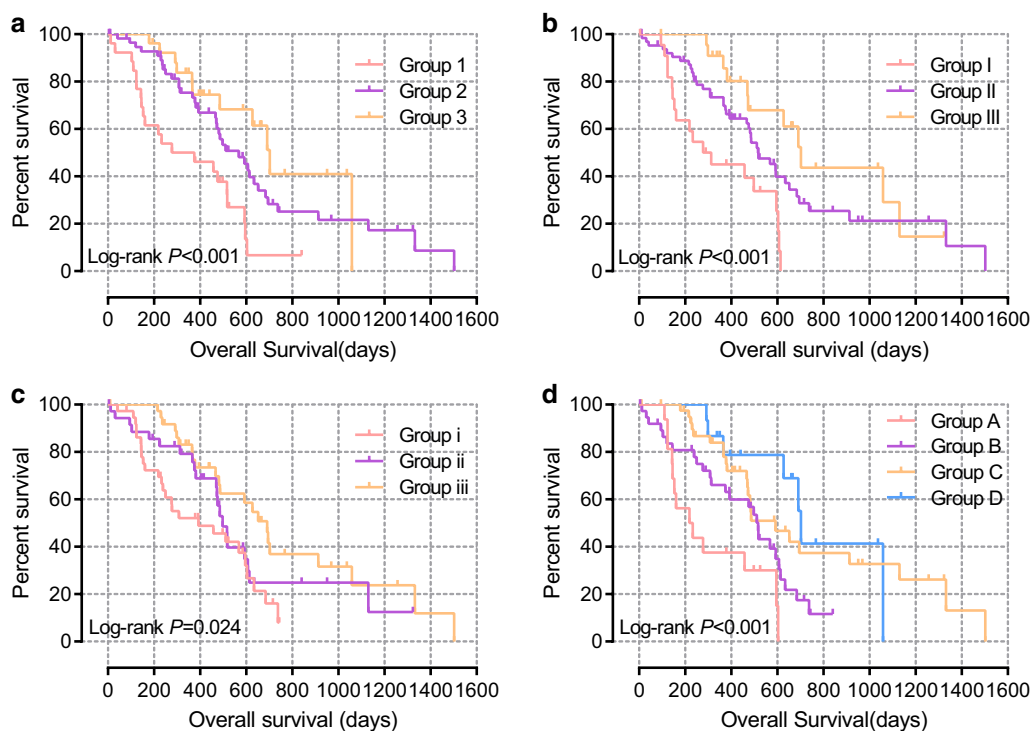 a
Percent survival
100
80
60
40
20
0
Group 1
Group 2
Group 3
Log-rank P<0.001
0 200 400 600 800 1000 1200 1400 1600
Overall Survival(days)
b
Percent survival
100
80
60
40
20
0
Group I
Group II
Group III
Log-rank P<0.001
0 200 400 600 800 1000 1200 1400 1600
Overall survival (days)
c
Percent survival
100
80
60
40
20
0
Group i
Group ii
Group iii
Log-rank P=0.024
0 200 400 600 800 1000 1200 1400 1600
Overall survival (days)
d
Percent survival
100
80
60
40
20
0
Group A
Group B
Group C
Group D
Log-rank P<0.001
0 200 400 600 800 1000 1200 1400 1600
Overall Survival(days)